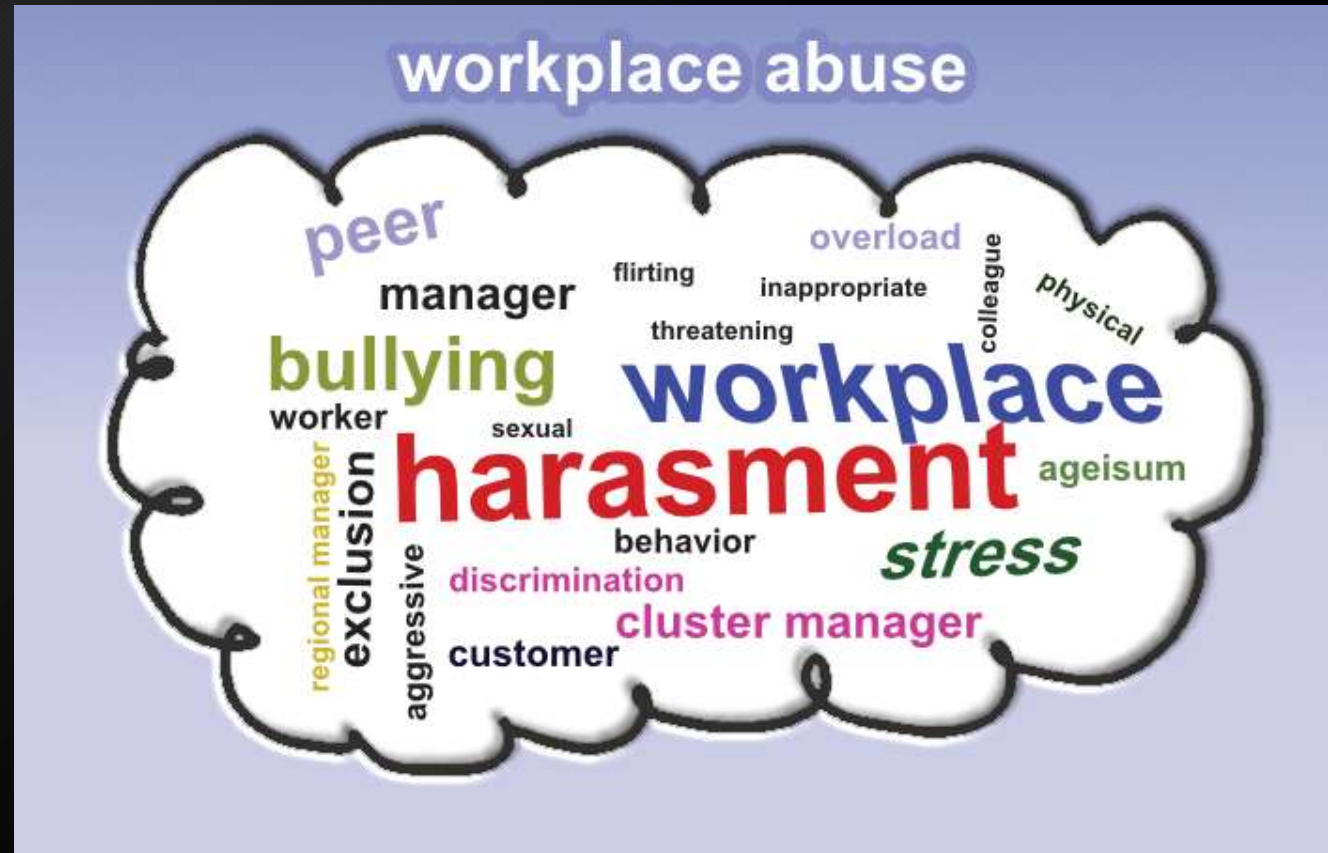 workplace abuse
peer
overload
flirting
colleague
manager
inappropriate
physical
threatening
bullying
workplace
worker
sexual
harasment
ageisum
regional manager
exclusion
behavior
stress
aggressive
discrimination
cluster manager
customer